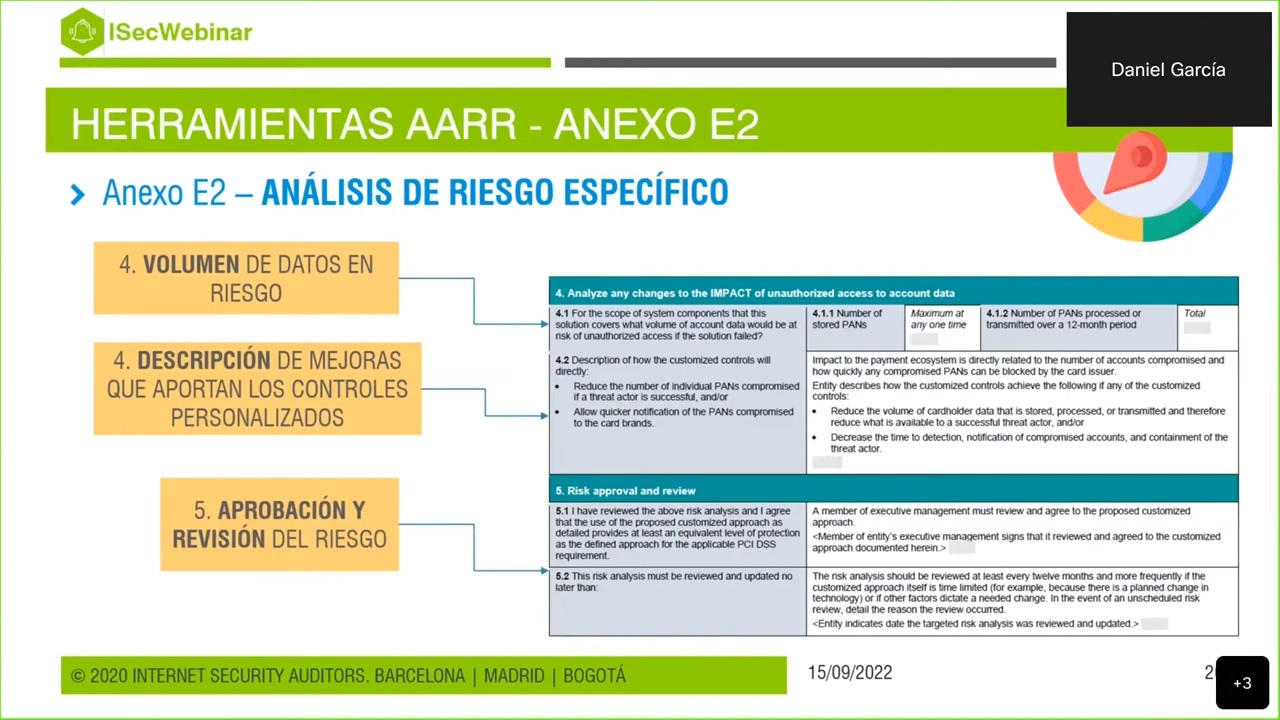 ISecWebinar
Daniel García
HERRAMIENTAS AARR - ANEXO E2
Anexo E2 – ANÁLISIS DE RIESGO ESPECÍFICO
4. VOLUMEN DE DATOS EN
RIESGO
4. DESCRIPCIÓN DE MEJORAS
QUE APORTAN LOS CONTROLES
PERSONALIZADOS
5. APROBACIÓN Y
REVISIÓN DEL RIESGO
4. Analyze any changes to the IMPACT of unauthorized access to account data
4.1 For the scope of system components that this
solution covers what volume of account data would be at
risk of unauthorized access if the solution failed?
4.1.1 Number of
stored PANs
Maximum at
any one time
4.1.2 Number of PANs processed or
transmitted over a 12-month period
Total
4.2 Description of how the customized controls will
directly:
• Reduce the number of individual PANs compromised
if a threat actor is successful, and/or
• Allow quicker notification of the PANs compromised
to the card brands.
Impact to the payment ecosystem is directly related to the number of accounts compromised and
how quickly any compromised PANs can be blocked by the card issuer.
Entity describes how the customized controls achieve the following if any of the customized
controls:
• Reduce the volume of cardholder data that is stored, processed, or transmitted and therefore
reduce what is available to a successful threat actor, and/or
• Decrease the time to detection, notification of compromised accounts, and containment of the
threat actor.
5. Risk approval and review
5.1 I have reviewed the above risk analysis and I agree
that the use of the proposed customized approach as
detailed provides at least an equivalent level of protection
as the defined approach for the applicable PCI DSS
requirement.
A member of executive management must review and agree to the proposed customized
approach.
<Member of entity's executive management signs that it reviewed and agreed to the customized
approach documented herein.>
5.2 This risk analysis must be reviewed and updated no
later than:
The risk analysis should be reviewed at least every twelve months and more frequently if the
customized approach itself is time limited (for example, because there is a planned change in
technology) or if other factors dictate a needed change. In the event of an unscheduled risk
review, detail the reason the review occurred.
<Entity indicates date the targeted risk analysis was reviewed and updated.>
© 2020 INTERNET SECURITY AUDITORS. BARCELONA | MADRID | BOGOTÁ
15/09/2022
+3